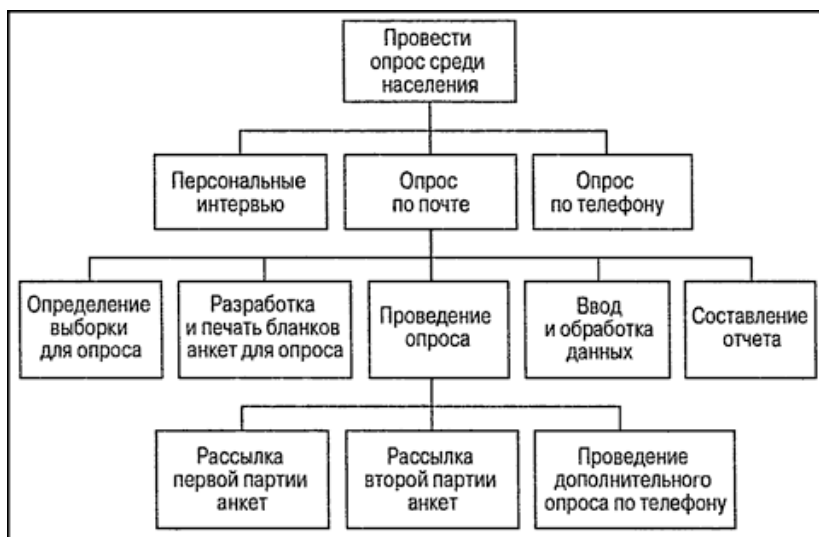 Провести
опрос среди
населения
Персональные
интервью
Опрос
по почте
Опрос
по телефону
Определение
выборки
для опроса
Разработка
и печать бланков
анкет для опроса
Проведение
опроса
Ввод
и обработка
данных
Составление
отчета
Рассылка
первой партии
анкет
Рассылка
второй партии
анкет
Проведение
дополнительного
опроса по телефону